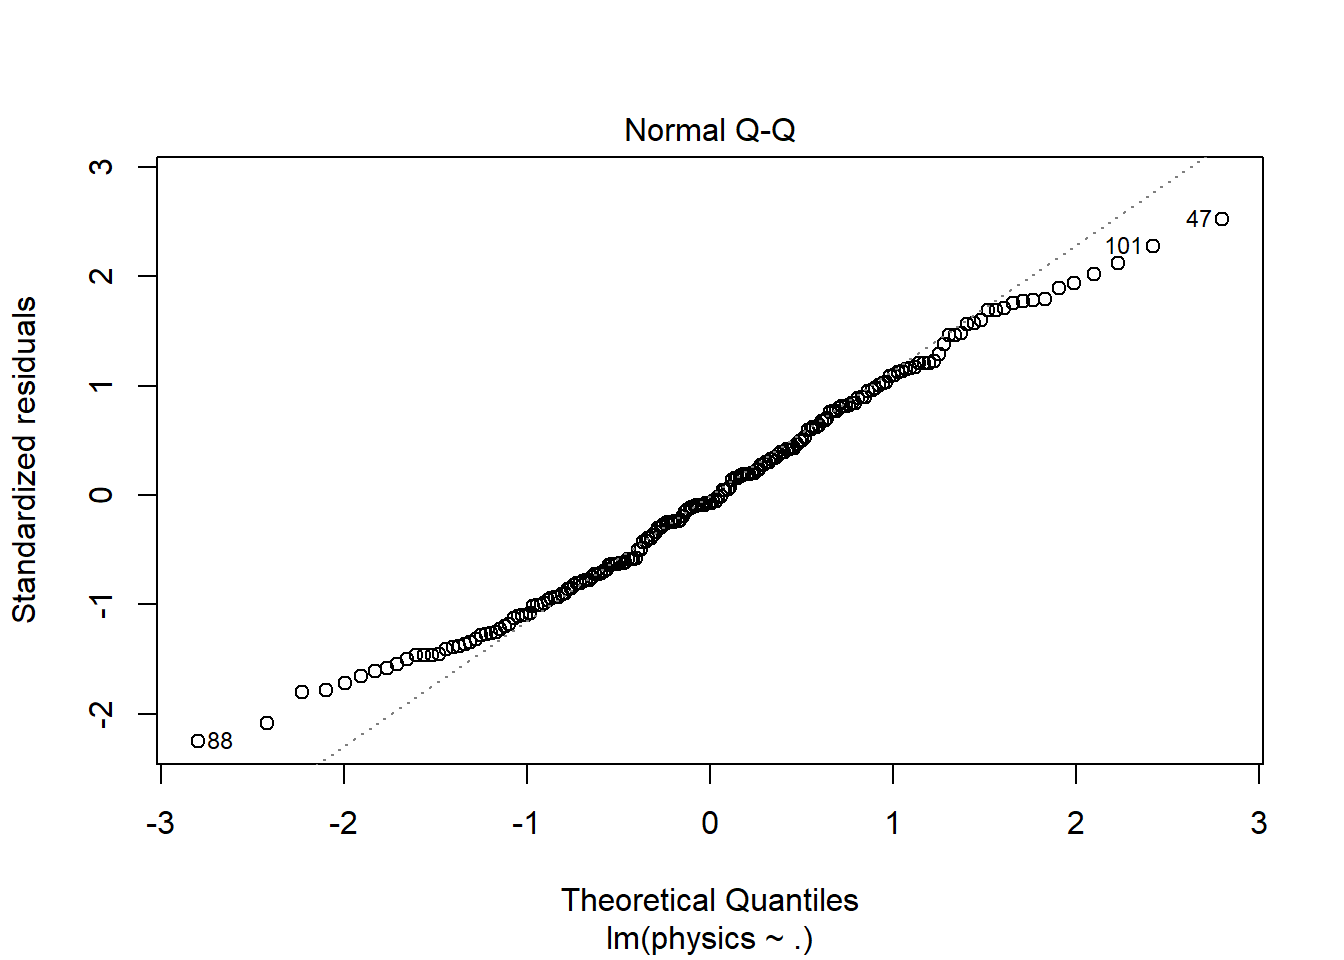 Normal Q-Q
Standardized residuals
3
2
1
0
-1
-2
47
101
88
-3 -2 -1 0 1 2 3
Theoretical Quantiles
lm(physics ~ .)